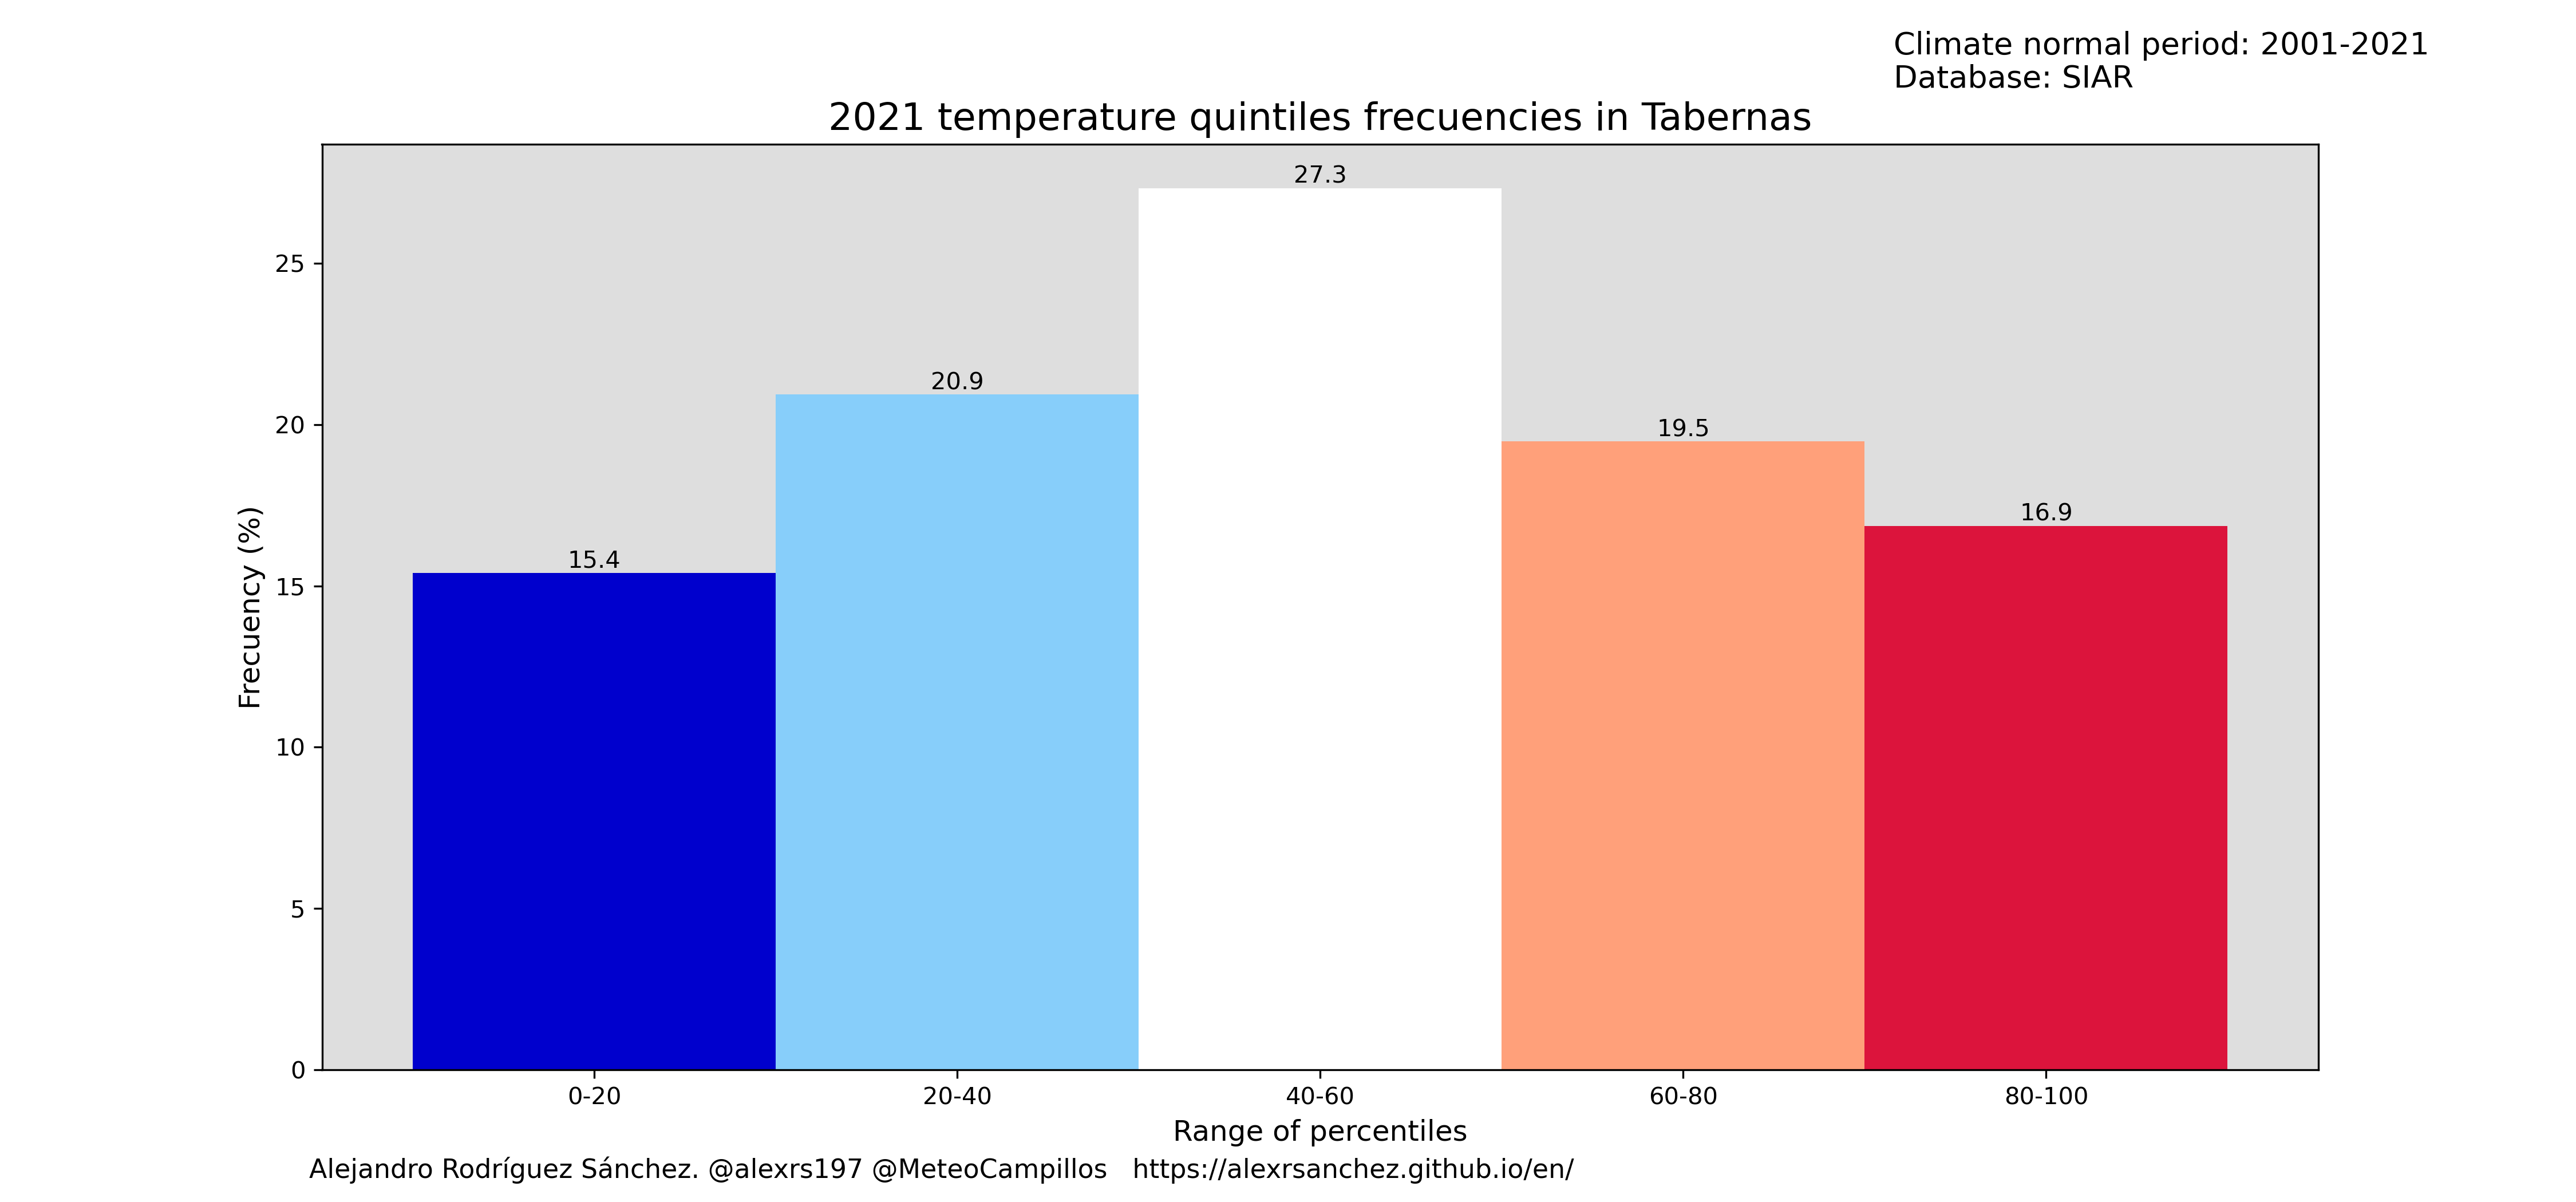 Climate normal period: 2001-2021
Database: SIAR
2021 temperature quintiles frecuencies in Tabernas
27.3
25
20.9
20
19.5
16.9
15.4
15
10
5
0
Frecuency (%)
0-20 20-40 40-60 60-80 80-100
Range of percentiles
Alejandro Rodríguez Sánchez. @alexrs197 @MeteoCampillos https://alexrsanchez.github.io/en/